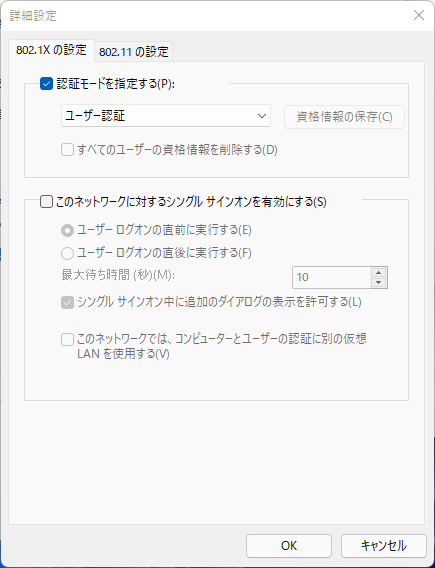 詳細設定
802.1X の設定
802.11 の設定
認証モードを指定する(P):
ユーザー認証
資格情報の保存(C)
すべてのユーザーの資格情報を削除する(D)
このネットワークに対するシングル サインオンを有効にする(S)
ユーザー ログオンの直前に実行する(E)
ユーザー ログオンの直後に実行する(F)
最大待ち時間 (秒)(M):
10
シングル サインオン中に追加のダイアログの表示を許可する(L)
このネットワークでは、コンピューターとユーザーの認証に別の仮想
LAN を使用する(V)
OK
キャンセル